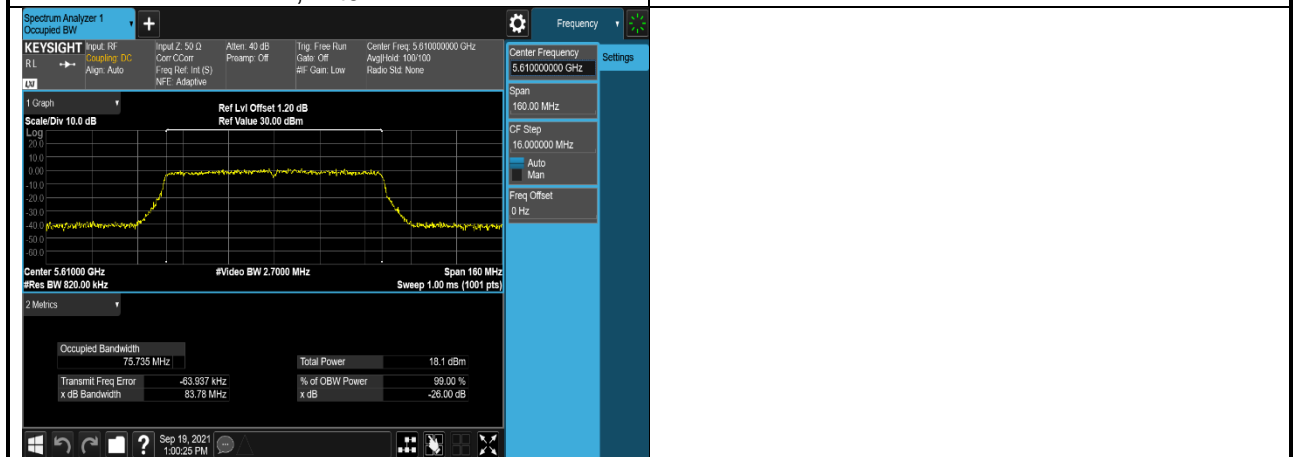 Spectrum Analyzer 1
Occupied BW
Frequency
KEYSIGHT Input: RF
RL
Coupling: DC
Align: Auto
LXI
Input Z: 50 Ω
Corr CCorr
Freq Ref: Int (S)
NFE: Adaptive
Atten: 40 dB
Preamp: Off
Trig: Free Run
Gate: Off
#IF Gain: Low
Center Freq: 5.610000000 GHz
Avg|Hold: 100/100
Radio Std: None
Center Frequency
5.610000000 GHz
Settings
Span
160.00 MHz
CF Step
16.000000 MHz
Auto
Man
Freq Offset
0 Hz
1 Graph
Scale/Div 10.0 dB
Ref Lvl Offset 1.20 dB
Ref Value 30.00 dBm
Log
20.0
10.0
0.00
-10.0
-20.0
-30.0
-40.0
-50.0
-60.0
Center 5.61000 GHz
#Video BW 2.7000 MHz
Span 160 MHz
#Res BW 820.00 kHz
Sweep 1.00 ms (1001 pts)
2 Metrics
Occupied Bandwidth
75.735 MHz
Total Power 18.1 dBm
Transmit Freq Error -63.937 kHz
% of OBW Power 99.00 %
x dB Bandwidth 83.78 MHz
x dB -26.00 dB
?
Sep 19, 2021
1:00:25 PM